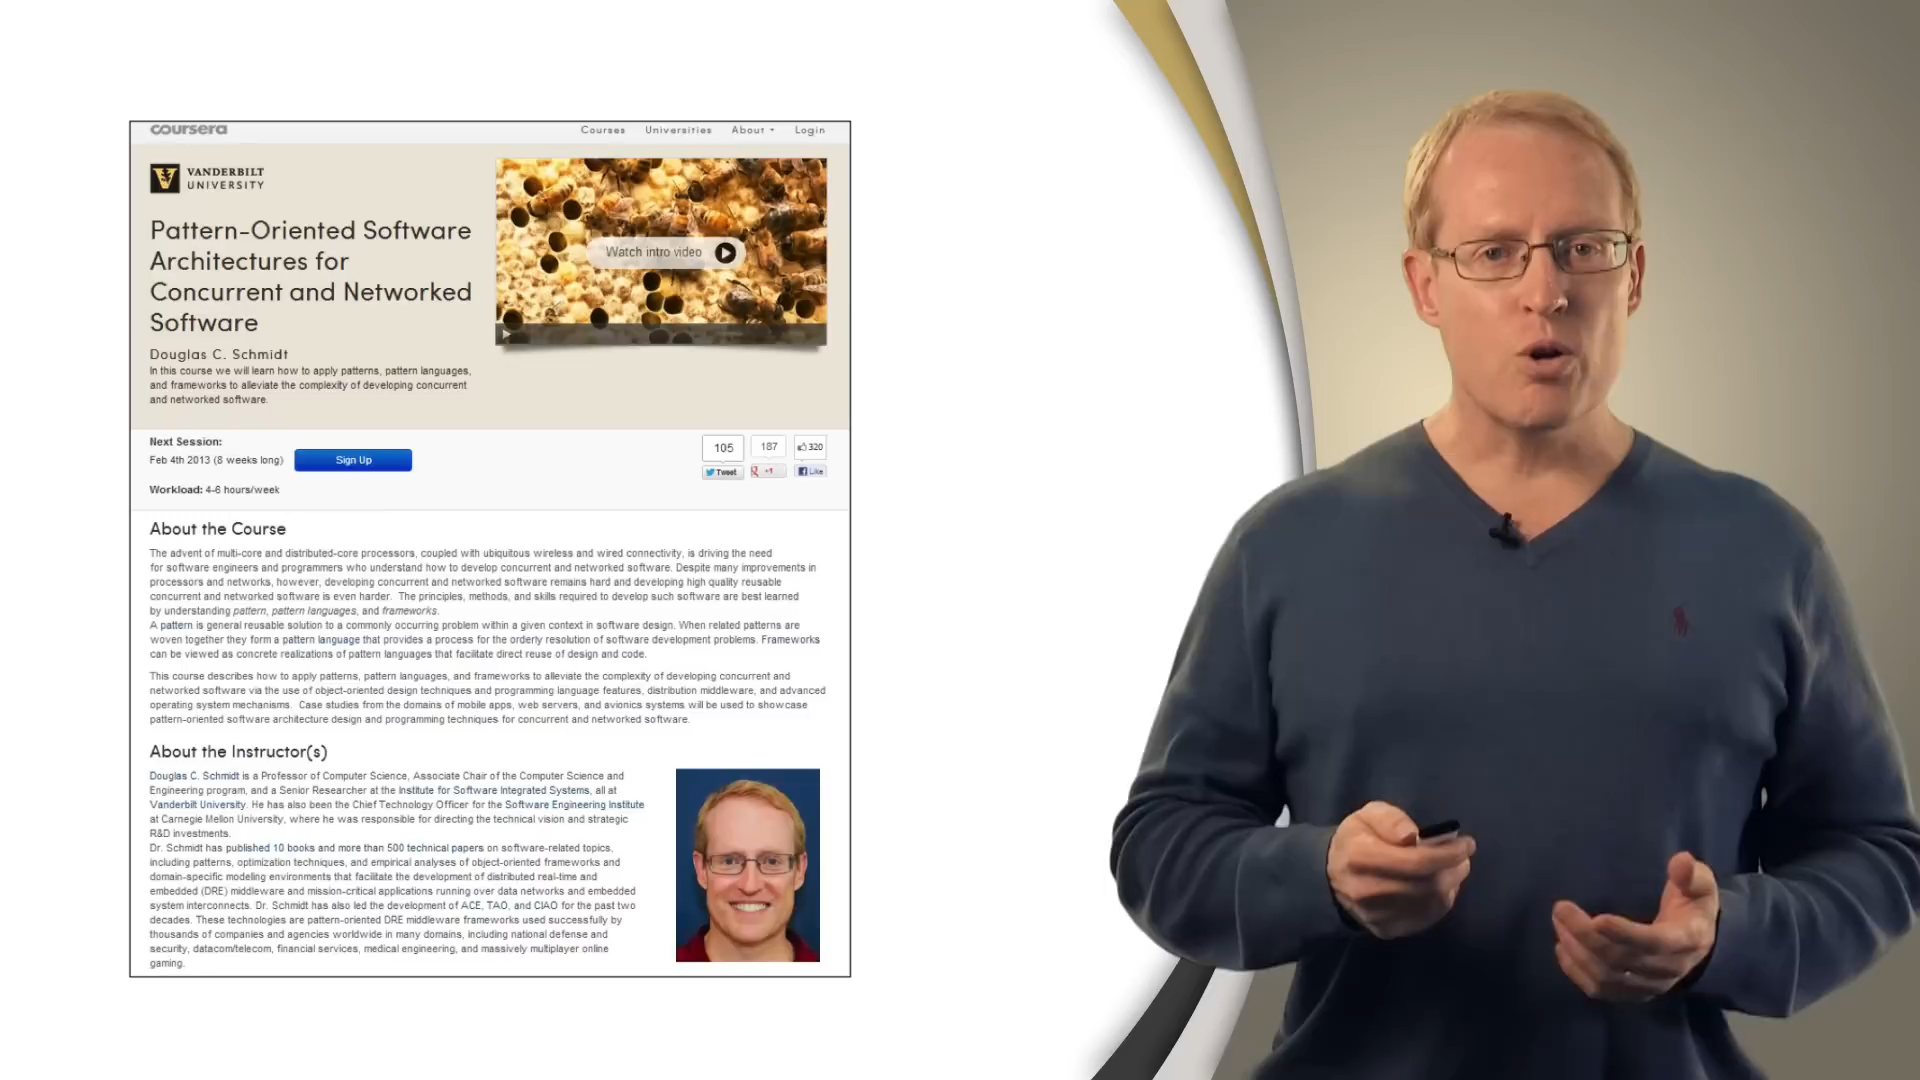 coursera
Courses Universities About Login
VANDERBILT
UNIVERSITY
Pattern-Oriented Software
Architectures for
Concurrent and Networked
Software
Watch intro video
Douglas C. Schmidt
In this course we will learn how to apply patterns, pattern languages,
and frameworks to alleviate the complexity of developing concurrent
and networked software.
Next Session:
Feb 4th 2013 (8 weeks long) Sign Up
Workload: 4-6 hours/week
105 187 320
Tweet +1 Like
About the Course
The advent of multi-core and distributed-core processors, coupled with ubiquitous wireless and wired connectivity, is driving the need
for software engineers and programmers who understand how to develop concurrent and networked software. Despite many improvements in
processors and networks, however, developing concurrent and networked software remains hard and developing high quality reusable
concurrent and networked software is even harder. The principles, methods, and skills required to develop such software are best learned
by understanding pattern, pattern languages, and frameworks.
A pattern is general reusable solution to a commonly occurring problem within a given context in software design. When related patterns are
woven together they form a pattern language that provides a process for the orderly resolution of software development problems. Frameworks
can be viewed as concrete realizations of pattern languages that facilitate direct reuse of design and code.
This course describes how to apply patterns, pattern languages, and frameworks to alleviate the complexity of developing concurrent and
networked software via the use of object-oriented design techniques and programming language features, distribution middleware, and advanced
operating system mechanisms. Case studies from the domains of mobile apps, web servers, and avionics systems will be used to showcase
pattern-oriented software architecture design and programming techniques for concurrent and networked software.
About the Instructor(s)
Douglas C. Schmidt is a Professor of Computer Science, Associate Chair of the Computer Science and
Engineering program, and a Senior Researcher at the Institute for Software Integrated Systems, all at
Vanderbilt University. He has also been the Chief Technology Officer for the Software Engineering Institute
at Carnegie Mellon University, where he was responsible for directing the technical vision and strategic
R&D investments.
Dr. Schmidt has published 10 books and more than 500 technical papers on software-related topics,
including patterns, optimization techniques, and empirical analyses of object-oriented frameworks and
domain-specific modeling environments that facilitate the development of distributed real-time and
embedded (DRE) middleware and mission-critical applications running over data networks and embedded
system interconnects. Dr. Schmidt has also led the development of ACE, TAO, and CIAO for the past two
decades. These technologies are pattern-oriented DRE middleware frameworks used successfully by
thousands of companies and agencies worldwide in many domains, including national defense and
security, datacom/telecom, financial services, medical engineering, and massively multiplayer online
gaming.